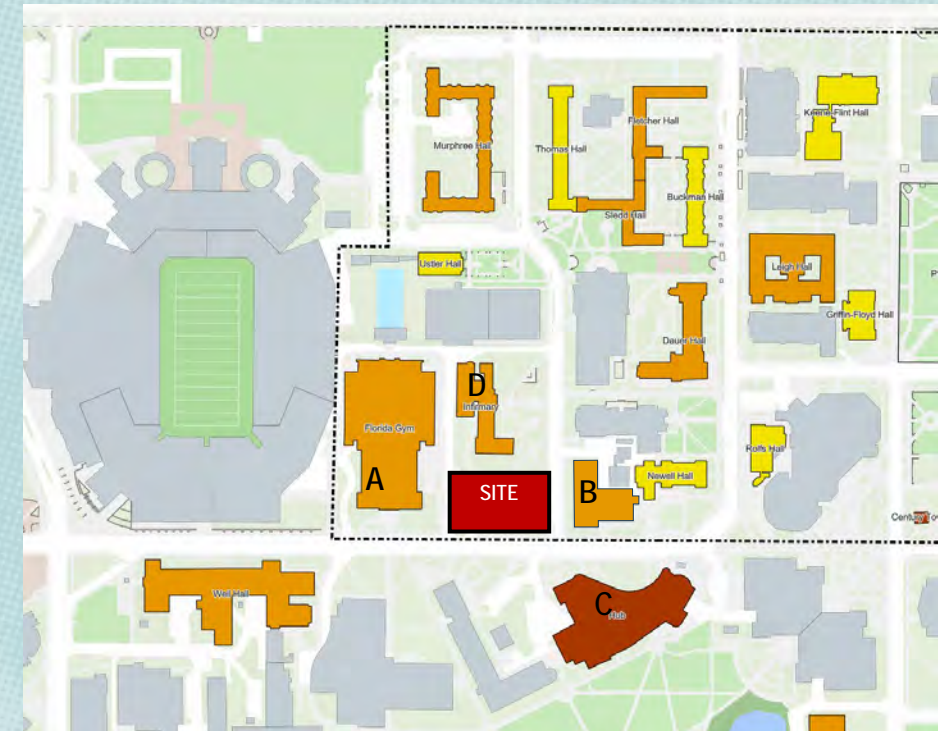 Keene-Flint Hall
Fletcher Hall
Murphree Hall
Thomas Hall
Buckman Hall
Sledd Hall
Ustler Hall
Leigh Hall
Griffin-Floyd Hall
Dauer Hall
D
Infirmary
Florida Gym
Rolfs Hall
A
SITE
B
Newell Hall
Weil Hall
C
Hub